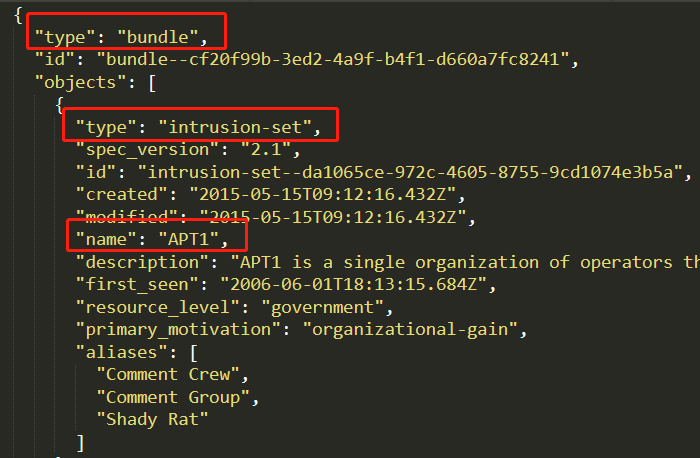 {
"type": "bundle",
"id": "bundle--cf20f99b-3ed2-4a9f-b4f1-d660a7fc8241",
"objects": [
{
"type": "intrusion-set",
"spec_version": "2.1",
"id": "intrusion-set--da1065ce-972c-4605-8755-9cd1074e3b5a",
"created": "2015-05-15T09:12:16.432Z",
"modified": "2015-05-15T09:12:16.432Z",
"name": "APT1",
"description": "APT1 is a single organization of operators th
"first_seen": "2006-06-01T18:13:15.684Z",
"resource_level": "government",
"primary_motivation": "organizational-gain",
"aliases": [
"Comment Crew",
"Comment Group",
"Shady Rat"
]